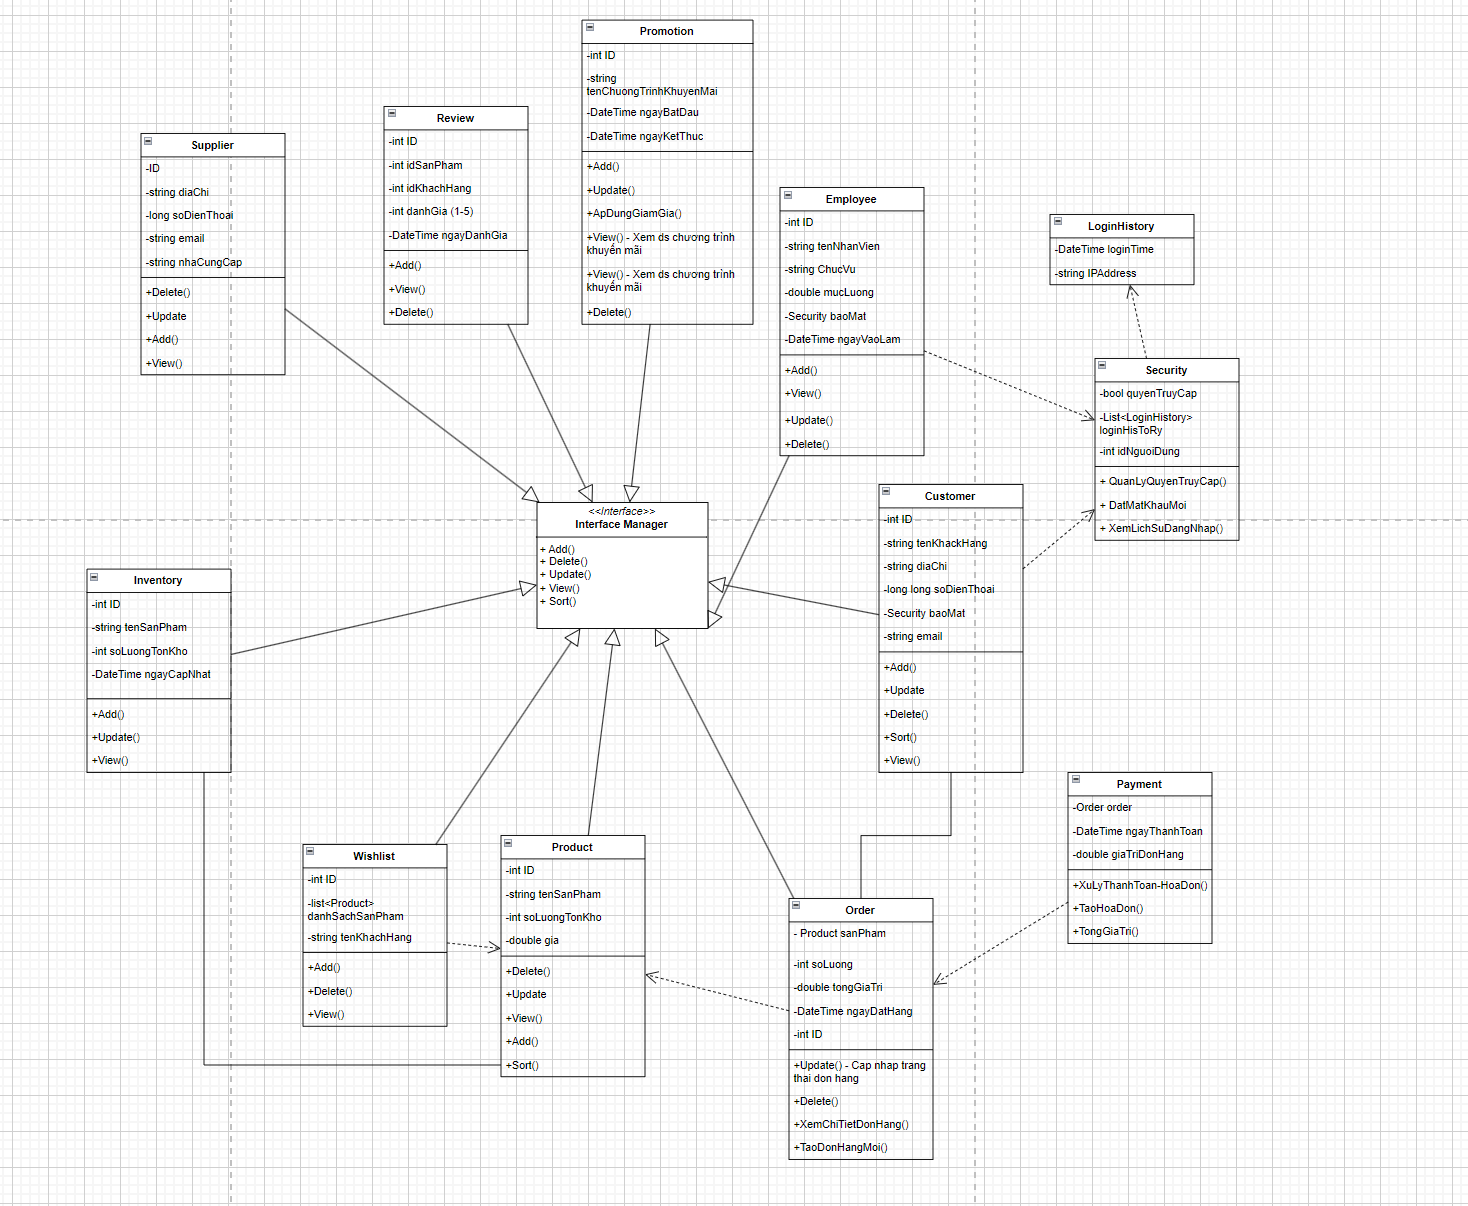 Promotion
-int ID
-string
tenChuongTrinhKhuyenMai
-DateTime ngayBatDau
-DateTime ngayKetThuc
+Add()
+Update()
+ApDungGiamGia()
+View() - Xem ds chương trình
khuyến mãi
+View() - Xem ds chương trình
khuyến mãi
+Delete()
Review
-int ID
-int idSanPham
-int idKhachHang
-int danhGia (1-5)
-DateTime ngayDanhGia
+Add()
+View()
+Delete()
Supplier
-ID
-string diaChi
-long soDienThoai
-string email
-string nhaCungCap
+Delete()
+Update
+Add()
+View()
Employee
-int ID
-string tenNhanVien
-string ChucVu
-double mucLuong
-Security baoMat
-DateTime ngayVaoLam
+Add()
+View()
+Update()
+Delete()
LoginHistory
-DateTime loginTime
-string IPAddress
Security
-bool quyenTruyCap
-List<LoginHistory>
loginHisToRy
-int idNguoiDung
+ QuanLyQuyenTruyCap()
+ DatMatKhauMoi
+ XemLichSuDangNhap()
<<Interface>>
Interface Manager
+ Add()
+ Delete()
+ Update()
+ View()
+ Sort()
Customer
-int ID
-string tenKhackHang
-string diaChi
-long long soDienThoai
-Security baoMat
-string email
+Add()
+Update
+Delete()
+Sort()
+View()
Inventory
-int ID
-string tenSanPham
-int soLuongTonKho
-DateTime ngayCapNhat
+Add()
+Update()
+View()
Payment
-Order order
-DateTime ngayThanhToan
-double giaTriDonHang
+XuLyThanhToan-HoaDon()
+TaoHoaDon()
+TongGiaTri()
Wishlist
-int ID
-list<Product>
danhSachSanPham
-string tenKhachHang
+Add()
+Delete()
+View()
Product
-int ID
-string tenSanPham
-int soLuongTonKho
-double gia
+Delete()
+Update
+View()
+Add()
+Sort()
Order
- Product sanPham
-int soLuong
-double tongGiaTri
-DateTime ngayDatHang
-int ID
+Update() - Cap nhap trang
thai don hang
+Delete()
+XemChiTietDonHang()
+TaoDonHangMoi()